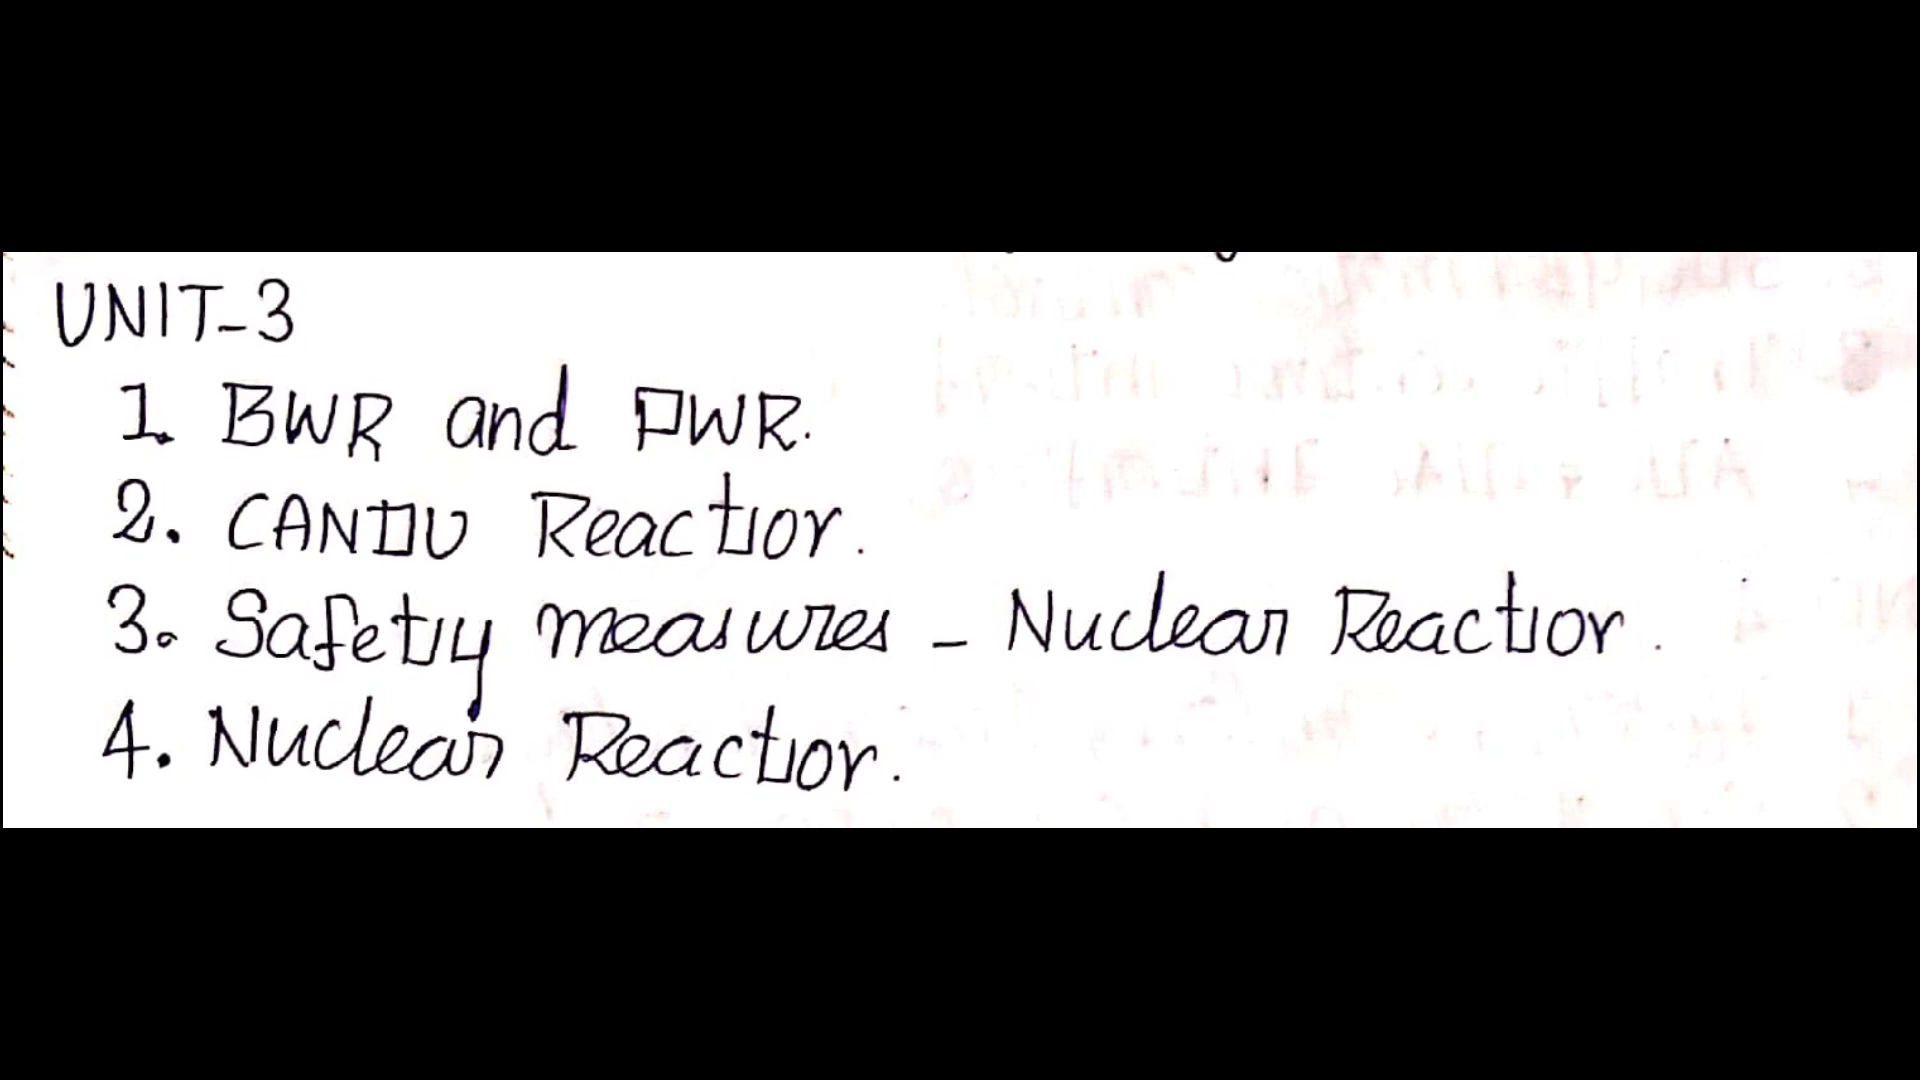 UNIT-3
1. BWR and PWR.
2. CANDU Reactor.
3. Safety measures - Nuclear Reactor.
4. Nuclear Reactor.